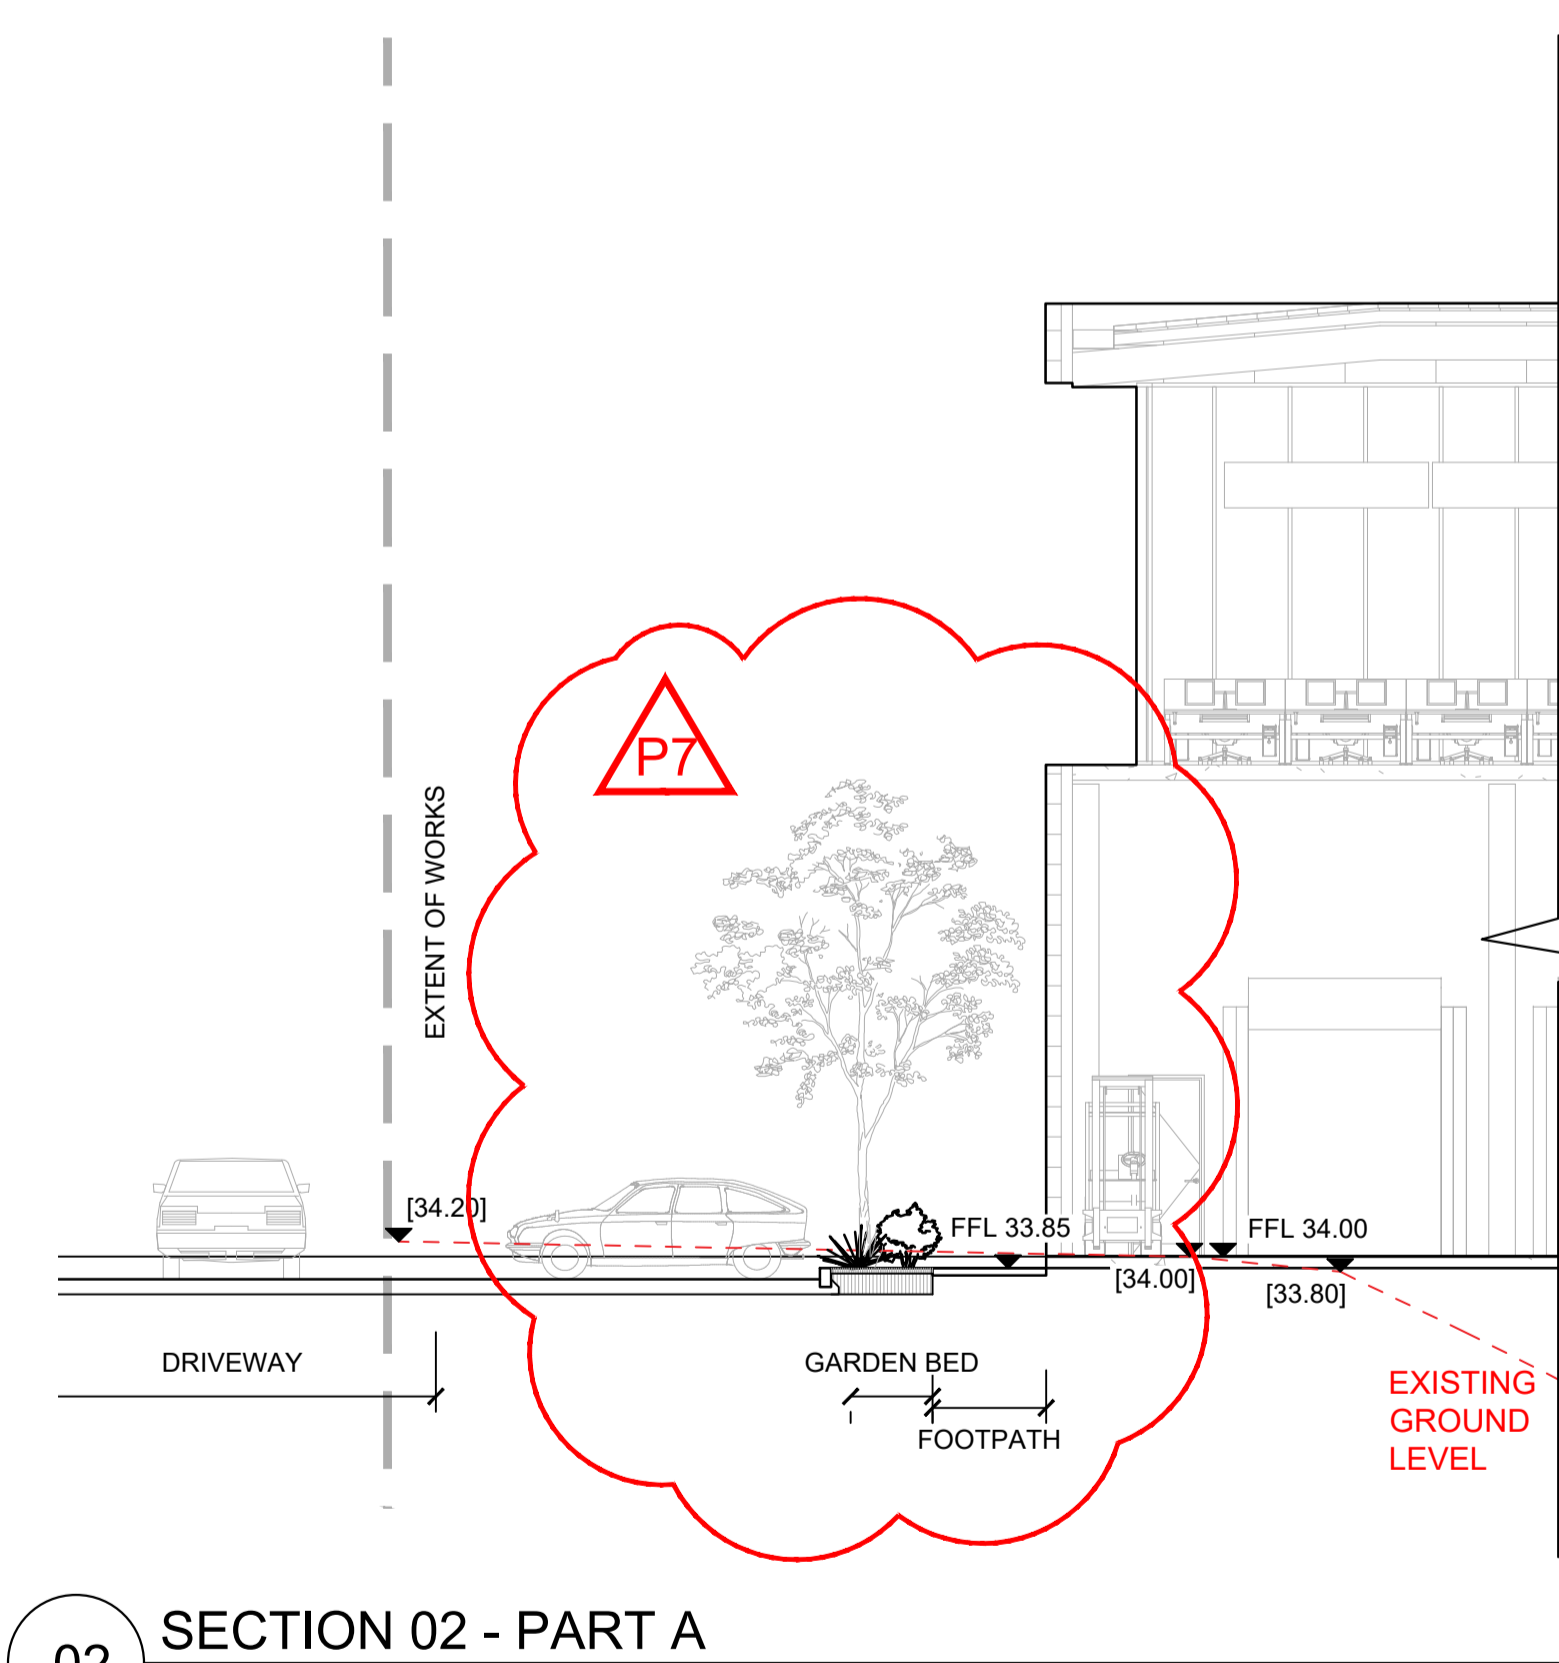 P7
EXTENT OF WORKS
[34.20]
FFL 33.85
FFL 34.00
[34.00]
[33.80]
DRIVEWAY
GARDEN BED
FOOTPATH
EXISTING
GROUND
LEVEL
SECTION 02 - PART A
02